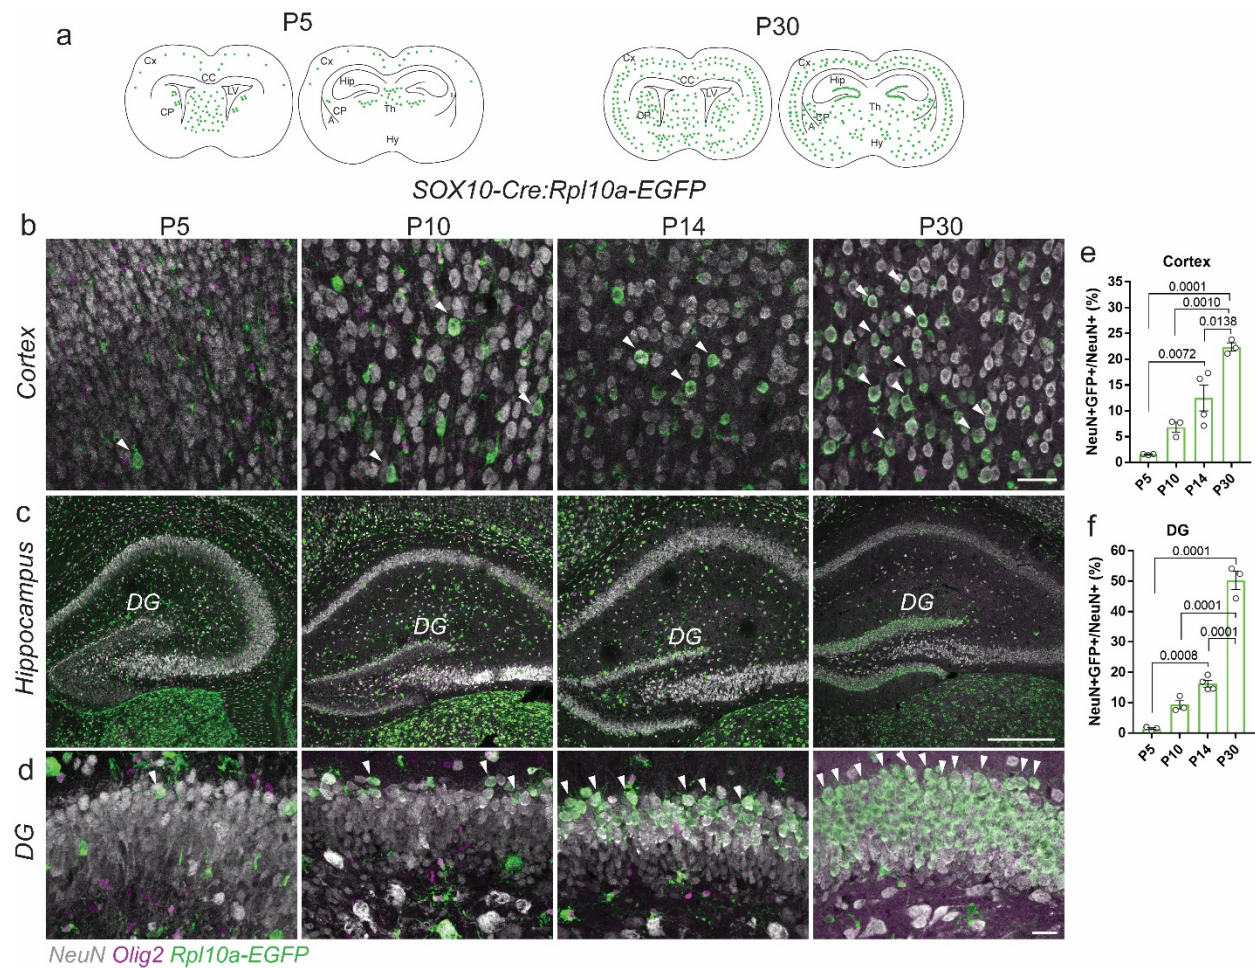 a
P5
P30
Cx
CC
LV
CP
Cx
Hip
Th
CP
A
Hy
Cx
CC
LV
CP
Cx
Hip
Th
CP
A
Hy
SOX10-Cre:Rpl10a-EGFP
b
P5
P10
P14
P30
Cortex
c
Hippocampus
DG
DG
DG
DG
d
DG
NeuN Olig2 Rpl10a-EGFP
e
Cortex
NeuN+GFP+/NeuN+ (%)
35
30
25
20
15
10
5
0
0.0001
0.0010
0.0138
0.0072
P5
P10
P14
P30
f
DG
NeuN+GFP+/NeuN+ (%)
60
50
40
30
20
10
0
0.0001
0.0001
0.0001
0.0008
P5
P10
P14
P30